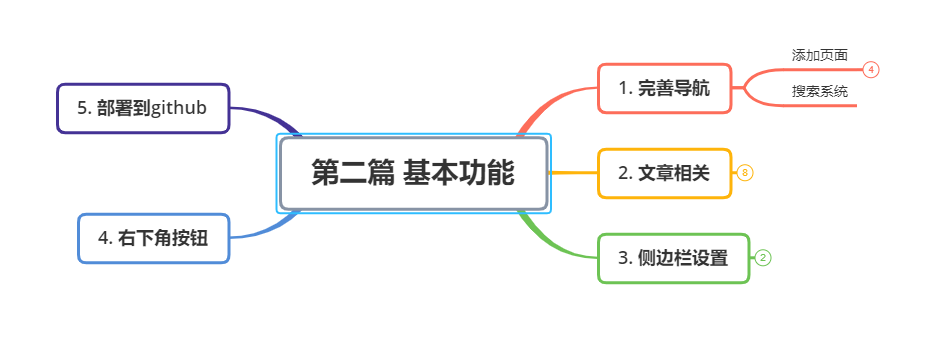 第二篇 基本功能
1. 完善导航
添加页面
4
搜索系统
2. 文章相关
8
3. 侧边栏设置
2
4. 右下角按钮
5. 部署到github